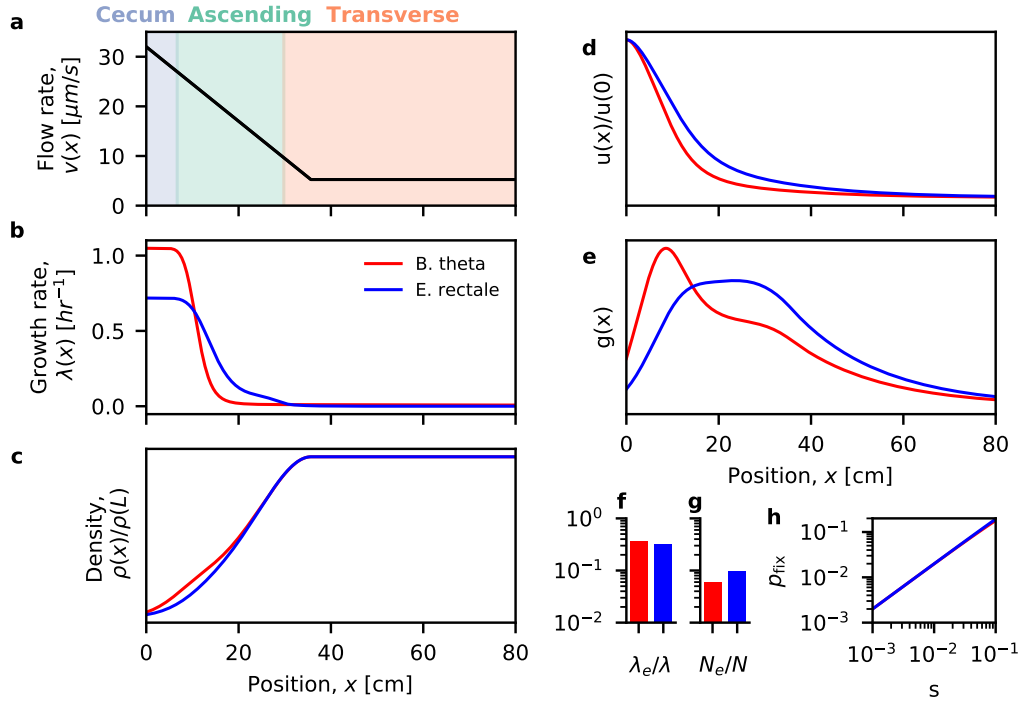 Cecum Ascending Transverse
a
Flow rate,
v(x) [μm/s]
30
20
10
0
b
Growth rate,
λ(x) [hr⁻¹]
1.0
0.5
0.0
B. theta
E. rectale
c
Density,
ρ(x)/ρ(L)
0 20 40 60 80
Position, x [cm]
d
u(x)/u(0)
e
g(x)
0 20 40 60 80
Position, x [cm]
f
10⁰
10⁻¹
10⁻²
λₑ/λ
g
Nₑ/N
h
p_fix
10⁻¹
10⁻²
10⁻³
10⁻³ 10⁻² 10⁻¹
s